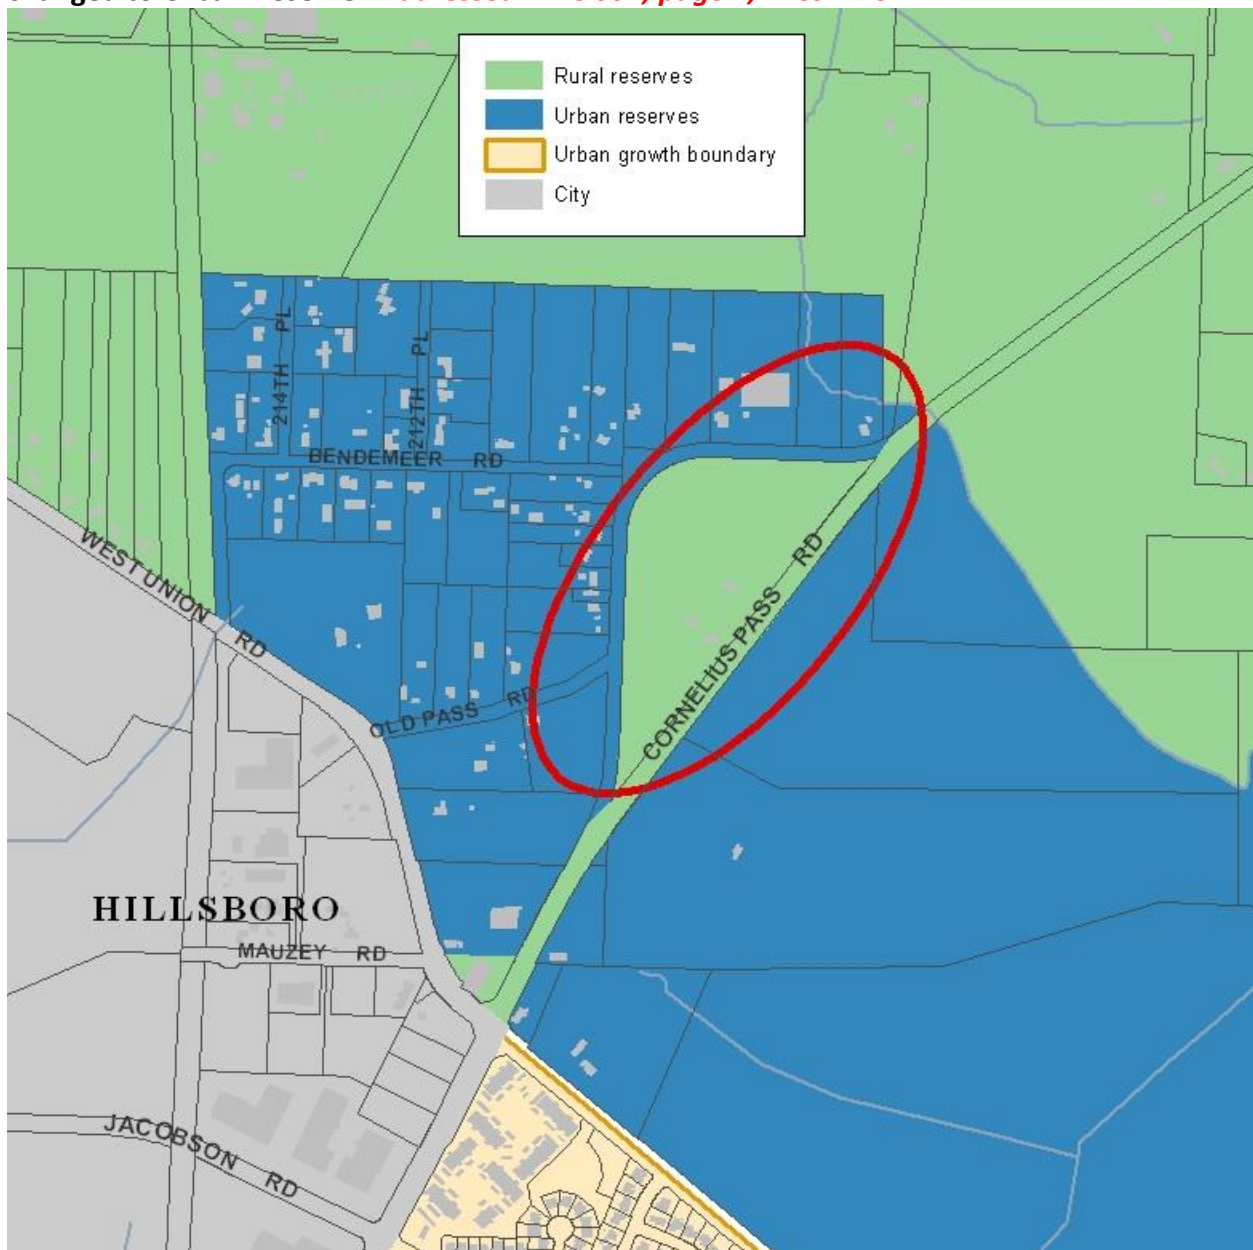 Rural reserves
Urban reserves
Urban growth boundary
City
214TH PL
212TH PL
BENDEMEER RD
WEST UNION RD
CORNELIUS PASS RD
OLD PASS RD
HILLSBORO
MAUZEY RD
JACOBSON RD